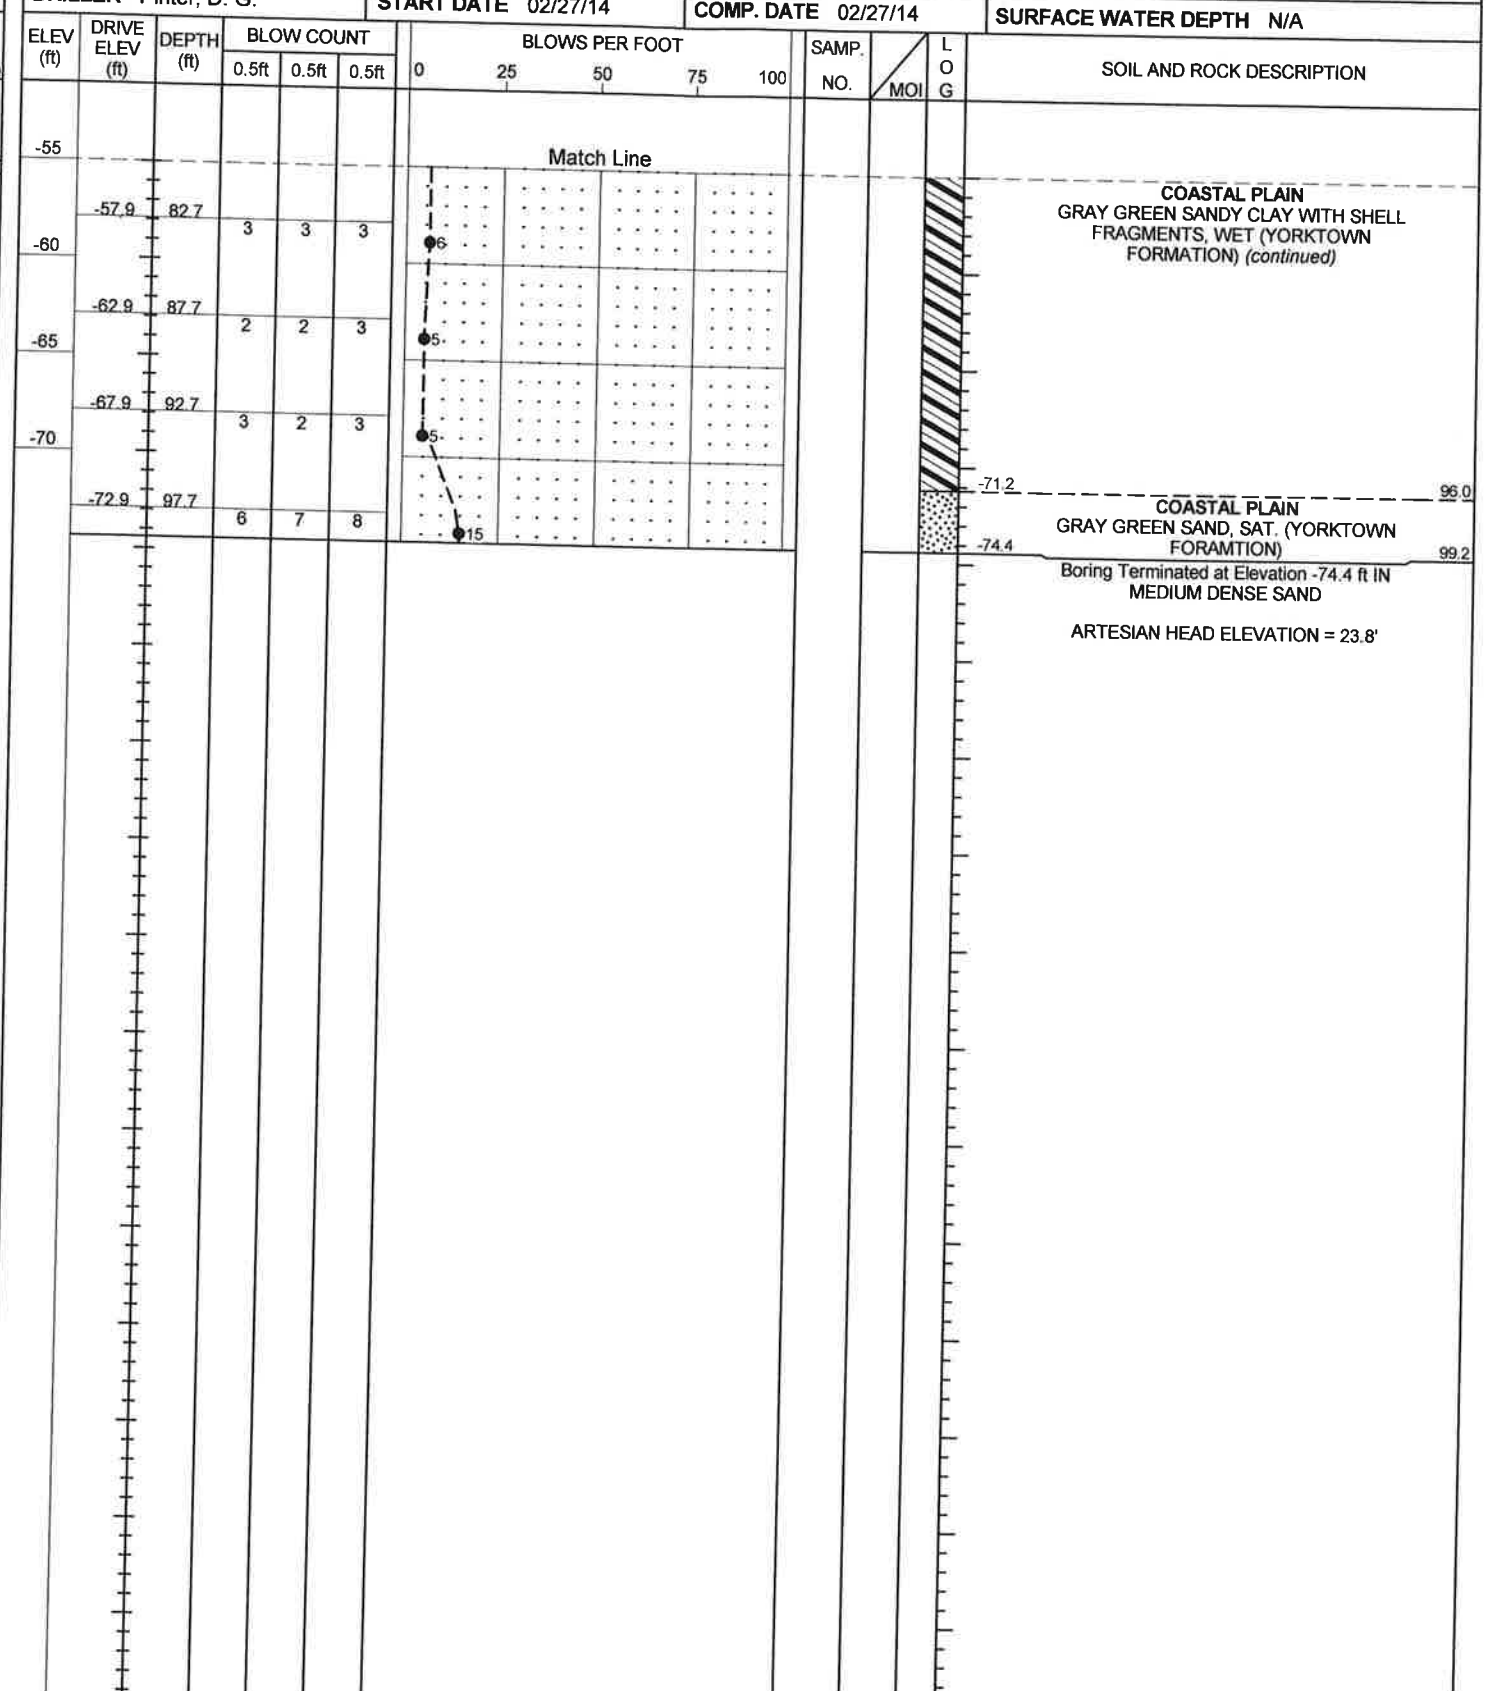 Pinter, D. G.
START DATE 02/27/14
COMP. DATE 02/27/14
SURFACE WATER DEPTH N/A
ELEV (ft)
DRIVE ELEV (ft)
DEPTH (ft)
BLOW COUNT
0.5ft 0.5ft 0.5ft
BLOWS PER FOOT
0 25 50 75 100
SAMP. NO.
MOI
L O G
SOIL AND ROCK DESCRIPTION
-55
Match Line
COASTAL PLAIN
GRAY GREEN SANDY CLAY WITH SHELL
FRAGMENTS, WET (YORKTOWN
FORMATION) (continued)
-57.9 82.7
3 3 3
6
-60
-62.9 87.7
2 2 3
5
-65
-67.9 92.7
3 2 3
5
-70
-71.2 96.0
-72.9 97.7
6 7 8
15
COASTAL PLAIN
GRAY GREEN SAND, SAT. (YORKTOWN
FORAMTION)
-74.4 99.2
Boring Terminated at Elevation -74.4 ft IN
MEDIUM DENSE SAND
ARTESIAN HEAD ELEVATION = 23.8'